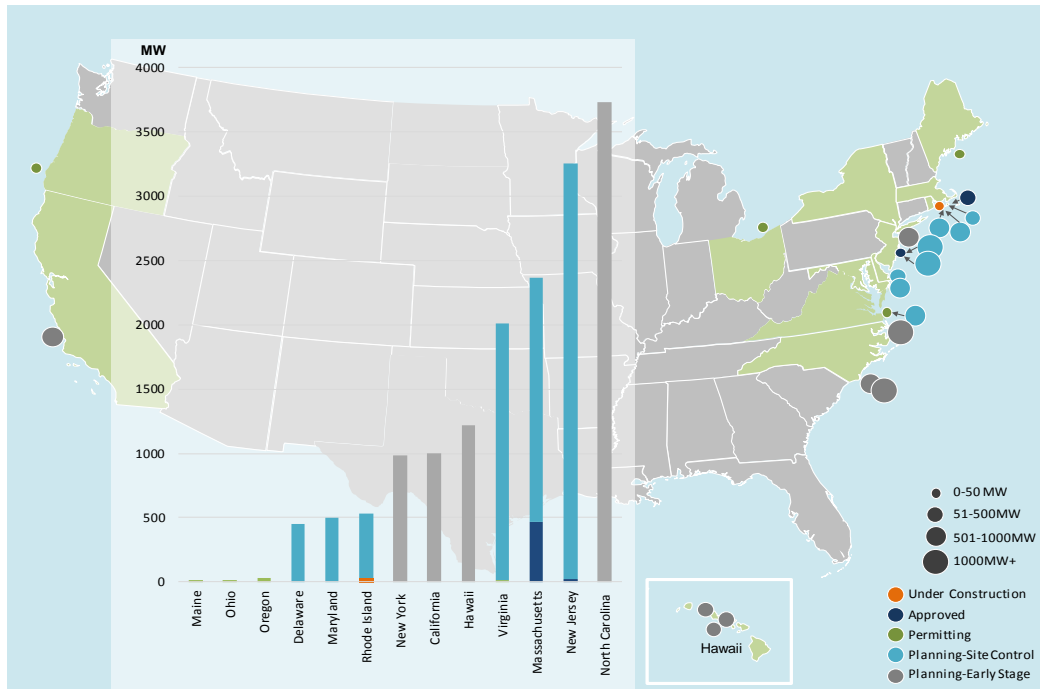 MW
4000
3500
3000
2500
2000
1500
1000
500
0
Maine
Ohio
Oregon
Delaware
Maryland
Rhode Island
New York
California
Hawaii
Virginia
Massachusetts
New Jersey
North Carolina
Hawaii
0-50 MW
51-500MW
501-1000MW
1000MW+
Under Construction
Approved
Permitting
Planning-Site Control
Planning-Early Stage